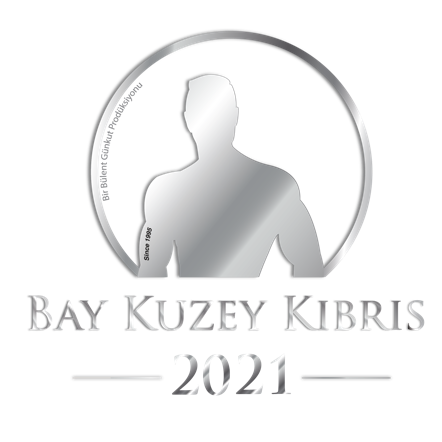 Bir Bülent Günkut Prodüksiyonu
Since 1995
BAY KUZEY KIBRIS
2021